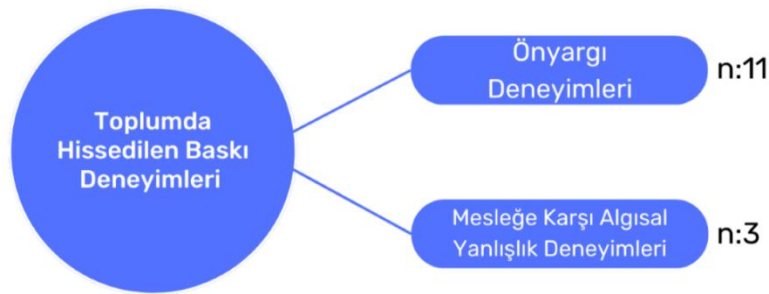 Toplumda
Hissedilen Baskı
Deneyimleri
Önyargı
Deneyimleri
n:11
Mesleğe Karşı Algısal
Yanlışlık Deneyimleri
n:3